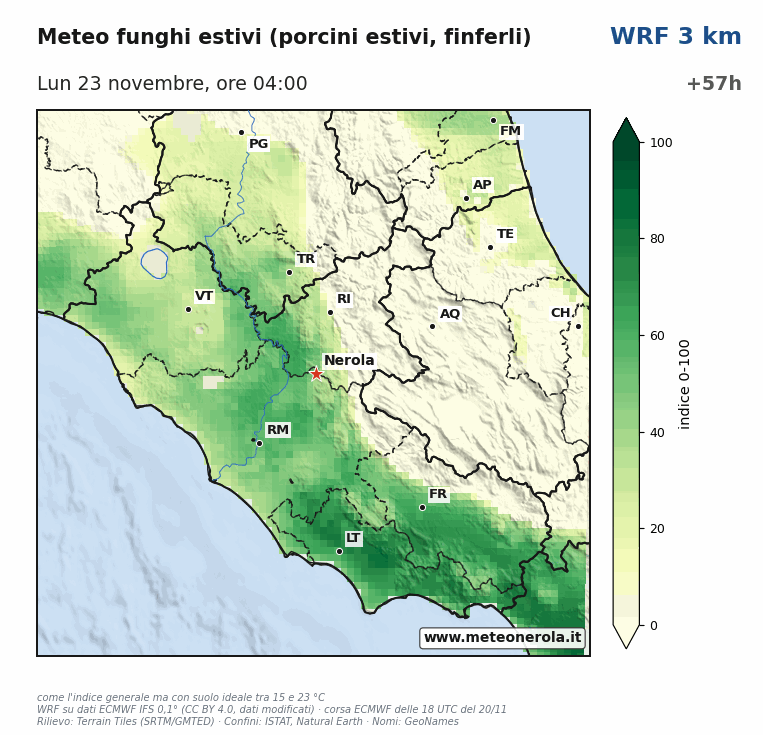 Meteo funghi estivi (porcini estivi, finferli)
WRF 3 km
Lun 23 novembre, ore 04:00
+57h
FM
PG
AP
TE
TR
VT
RI
AQ
CH
Nerola
RM
FR
LT
www.meteonerola.it
100
80
60
40
20
0
indice 0-100
come l'indice generale ma con suolo ideale tra 15 e 23 °C
WRF su dati ECMWF IFS 0,1° (CC BY 4.0, dati modificati) · corsa ECMWF delle 18 UTC del 20/11
Rilievo: Terrain Tiles (SRTM/GMTED) · Confini: ISTAT, Natural Earth · Nomi: GeoNames